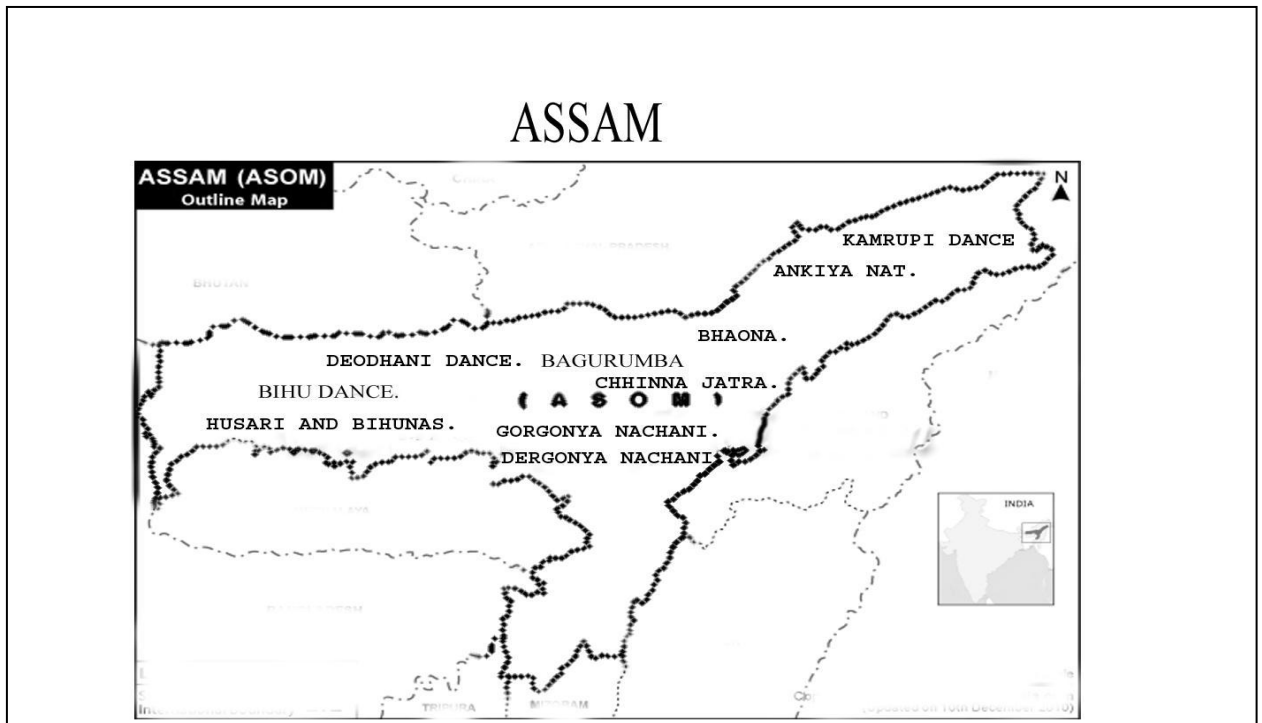 ASSAM
ASSAM (ASOM)
Outline Map
N
KAMRUPI DANCE
ANKIYA NAT.
BHUTAN
BHAONA.
DEODHANI DANCE. BAGURUMBA
CHHINNA JATRA.
BIHU DANCE.
( A S O M )
HUSARI AND BIHUNAS.
GORGONYA NACHANI.
DERGONYA NACHANI.
INDIA
TRIPURA
MIZORAM